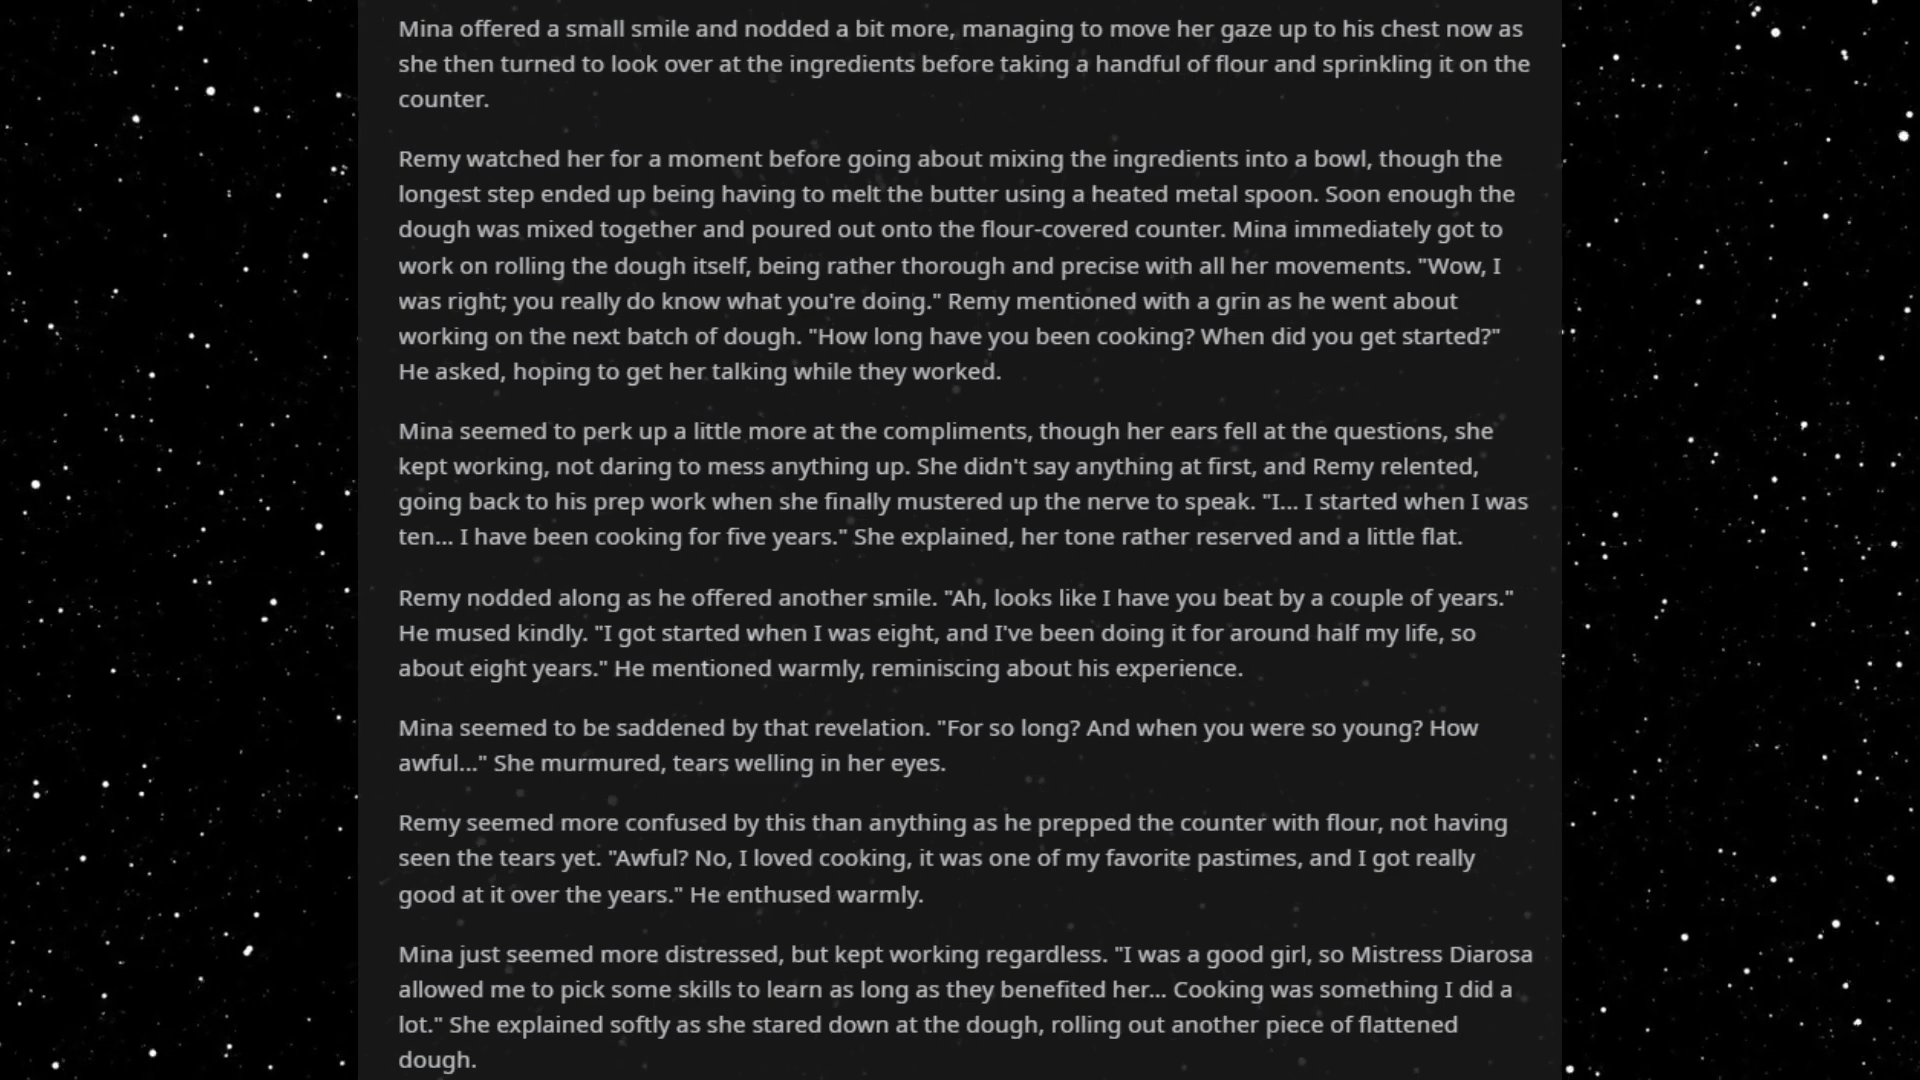 Mina offered a small smile and nodded a bit more, managing to move her gaze up to his chest now as
she then turned to look over at the ingredients before taking a handful of flour and sprinkling it on the
counter.
Remy watched her for a moment before going about mixing the ingredients into a bowl, though the
longest step ended up being having to melt the butter using a heated metal spoon. Soon enough the
dough was mixed together and poured out onto the flour-covered counter. Mina immediately got to
work on rolling the dough itself, being rather thorough and precise with all her movements. "Wow, I
was right; you really do know what you're doing." Remy mentioned with a grin as he went about
working on the next batch of dough. "How long have you been cooking? When did you get started?"
He asked, hoping to get her talking while they worked.
Mina seemed to perk up a little more at the compliments, though her ears fell at the questions, she
kept working, not daring to mess anything up. She didn't say anything at first, and Remy relented,
going back to his prep work when she finally mustered up the nerve to speak. "I... I started when I was
ten... I have been cooking for five years." She explained, her tone rather reserved and a little flat.
Remy nodded along as he offered another smile. "Ah, looks like I have you beat by a couple of years."
He mused kindly. "I got started when I was eight, and I've been doing it for around half my life, so
about eight years." He mentioned warmly, reminiscing about his experience.
Mina seemed to be saddened by that revelation. "For so long? And when you were so young? How
awful..." She murmured, tears welling in her eyes.
Remy seemed more confused by this than anything as he prepped the counter with flour, not having
seen the tears yet. "Awful? No, I loved cooking, it was one of my favorite pastimes, and I got really
good at it over the years." He enthused warmly.
Mina just seemed more distressed, but kept working regardless. "I was a good girl, so Mistress Diarosa
allowed me to pick some skills to learn as long as they benefited her... Cooking was something I did a
lot." She explained softly as she stared down at the dough, rolling out another piece of flattened
dough.